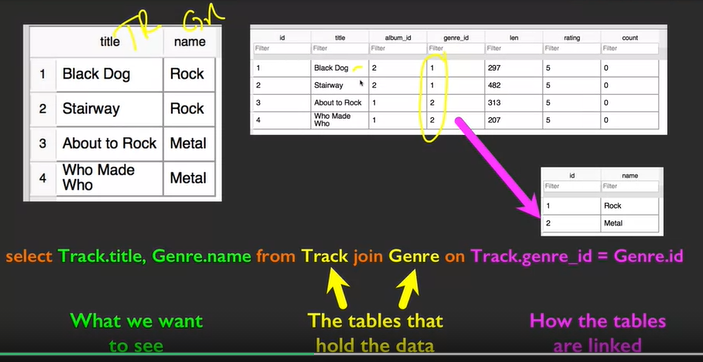 TR Gn
title name
1 Black Dog Rock
2 Stairway Rock
3 About to Rock Metal
4 Who Made Who Metal
id title album_id genre_id len rating count
Filter Filter Filter Filter Filter Filter Filter
1 Black Dog 2 1 297 5 0
2 Stairway 2 1 482 5 0
3 About to Rock 1 2 313 5 0
4 Who Made Who 1 2 207 5 0
id name
Filter Filter
1 Rock
2 Metal
select Track.title, Genre.name from Track join Genre on Track.genre_id = Genre.id
What we want
to see
The tables that
hold the data
How the tables
are linked